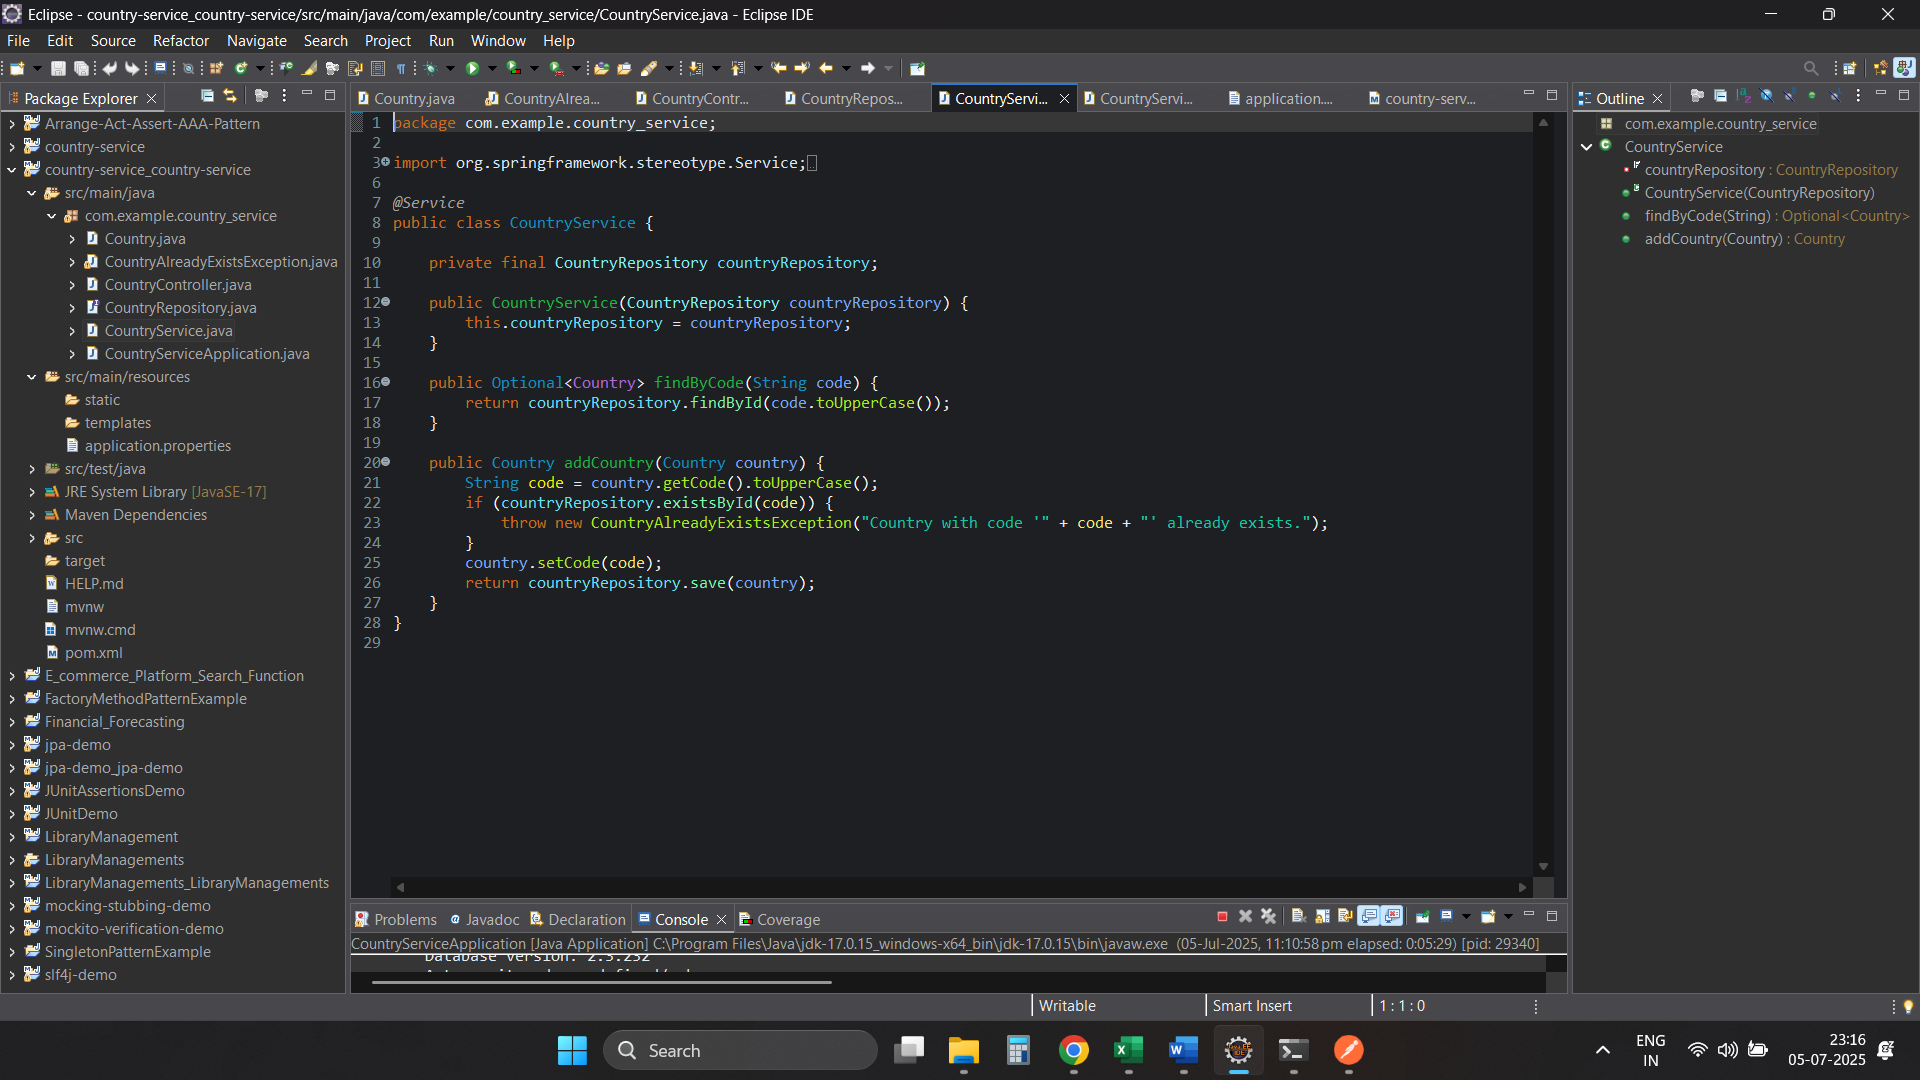 Eclipse - country-service_country-service/src/main/java/com/example/country_service/CountryService.java - Eclipse IDE
File Edit Source Refactor Navigate Search Project Run Window Help
Package Explorer
Arrange-Act-Assert-AAA-Pattern
country-service
country-service_country-service
src/main/java
com.example.country_service
Country.java
CountryAlreadyExistsException.java
CountryController.java
CountryRepository.java
CountryService.java
CountryServiceApplication.java
src/main/resources
static
templates
application.properties
src/test/java
JRE System Library [JavaSE-17]
Maven Dependencies
src
target
HELP.md
mvnw
mvnw.cmd
pom.xml
E_commerce_Platform_Search_Function
FactoryMethodPatternExample
Financial_Forecasting
jpa-demo
jpa-demo_jpa-demo
JUnitAssertionsDemo
JUnitDemo
LibraryManagement
LibraryManagements
LibraryManagements_LibraryManagements
mocking-stubbing-demo
mockito-verification-demo
SingletonPatternExample
slf4j-demo
Country.java CountryAlrea... CountryContr... CountryRepos... CountryServi... CountryServi... application.... country-serv...
1 package com.example.country_service;
2
3 import org.springframework.stereotype.Service;
6
7 @Service
8 public class CountryService {
9
10 private final CountryRepository countryRepository;
11
12 public CountryService(CountryRepository countryRepository) {
13 this.countryRepository = countryRepository;
14 }
15
16 public Optional<Country> findByCode(String code) {
17 return countryRepository.findById(code.toUpperCase());
18 }
19
20 public Country addCountry(Country country) {
21 String code = country.getCode().toUpperCase();
22 if (countryRepository.existsById(code)) {
23 throw new CountryAlreadyExistsException("Country with code '" + code + "' already exists.");
24 }
25 country.setCode(code);
26 return countryRepository.save(country);
27 }
28 }
29
Problems Javadoc Declaration Console Coverage
CountryServiceApplication [Java Application] C:\Program Files\Java\jdk-17.0.15_windows-x64_bin\jdk-17.0.15\bin\javaw.exe (05-Jul-2025, 11:10:58 pm elapsed: 0:05:29) [pid: 29340]
Database version: 2.3.232
Outline
com.example.country_service
CountryService
countryRepository : CountryRepository
CountryService(CountryRepository)
findByCode(String) : Optional<Country>
addCountry(Country) : Country
Writable Smart Insert 1 : 1 : 0
Search
ENG
IN
23:16
05-07-2025